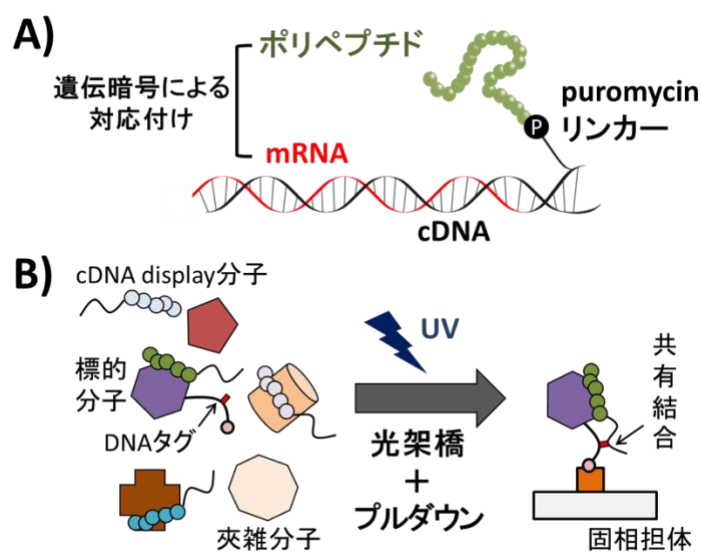 A)
ポリペプチド
遺伝暗号による
対応付け
puromycin
リンカー
P
mRNA
cDNA
B)
cDNA display分子
UV
標的
分子
DNAタグ
光架橋
+
プルダウン
夾雑分子
共有結合
固相担体